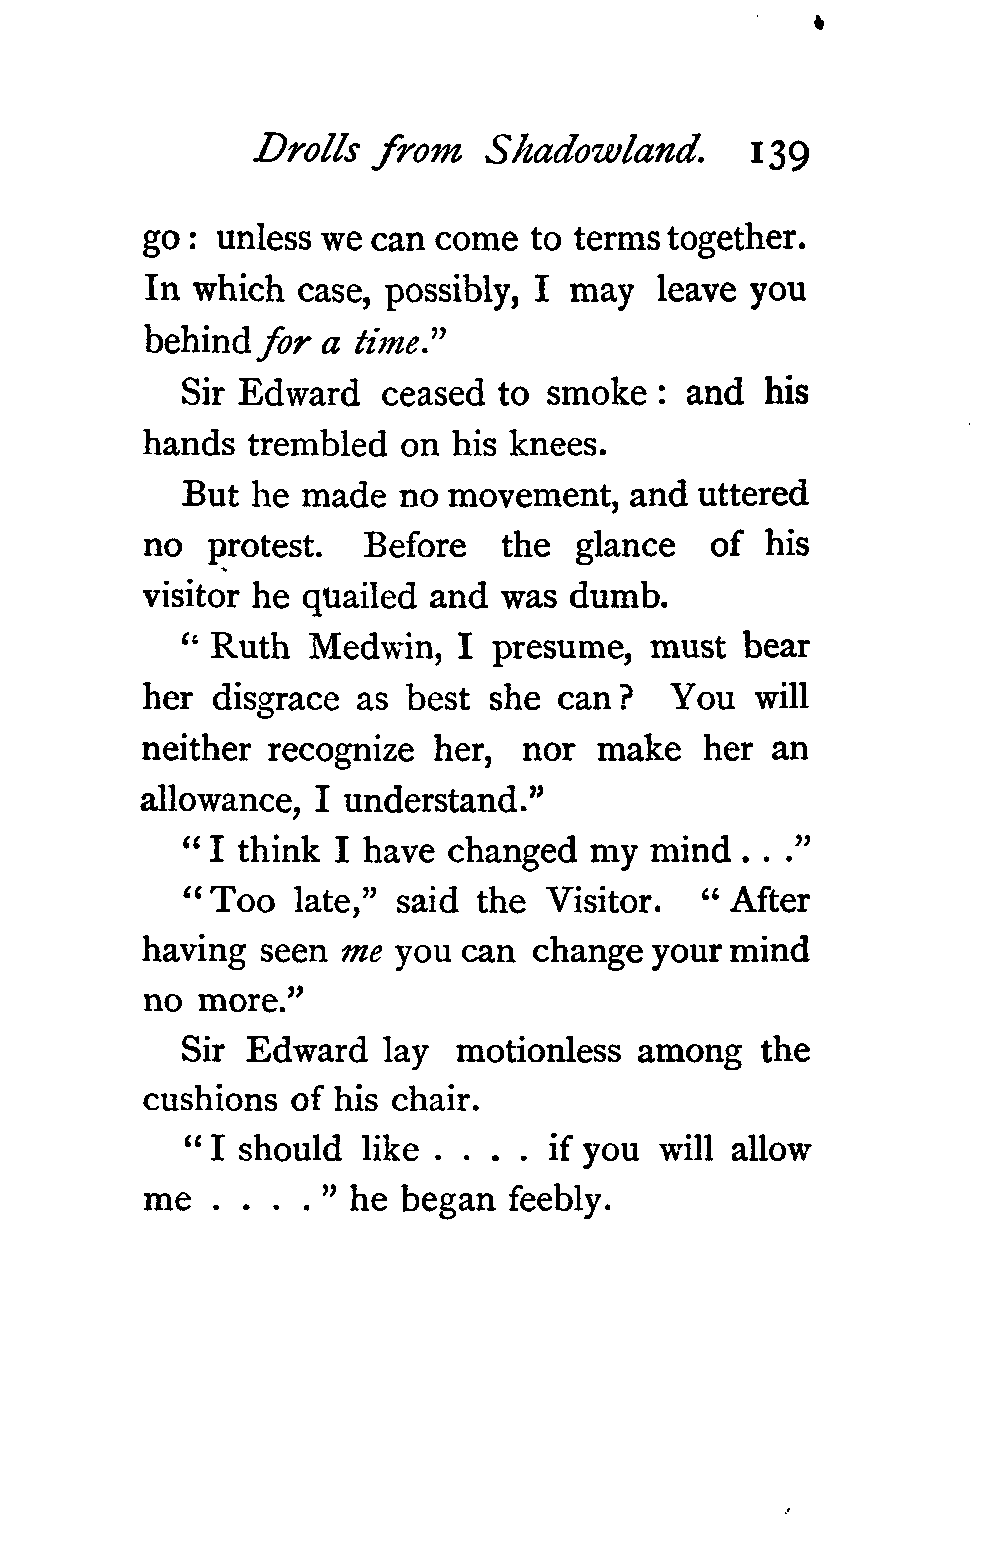 Drolls from Shadowland. 139
go : unless we can come to terms together.
In which case, possibly, I may leave you
behind for a time."
Sir Edward ceased to smoke : and his
hands trembled on his knees.
But he made no movement, and uttered
no protest. Before the glance of his
visitor he quailed and was dumb.
" Ruth Medwin, I presume, must bear
her disgrace as best she can ? You will
neither recognize her, nor make her an
allowance, I understand."
" I think I have changed my mind . . ."
" Too late," said the Visitor. " After
having seen me you can change your mind
no more."
Sir Edward lay motionless among the
cushions of his chair.
" I should like . . . . if you will allow
me . . . . " he began feebly.